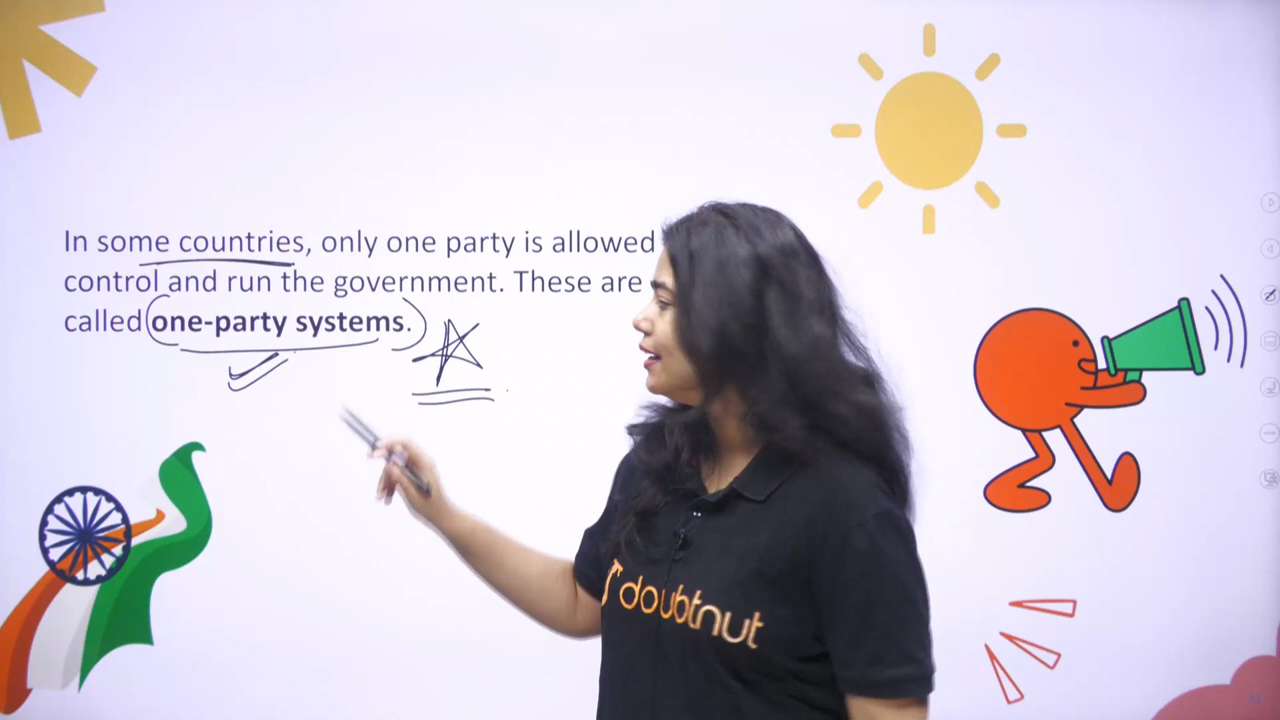 In some countries, only one party is allowed
control and run the government. These are
called one-party systems.
doubtnut